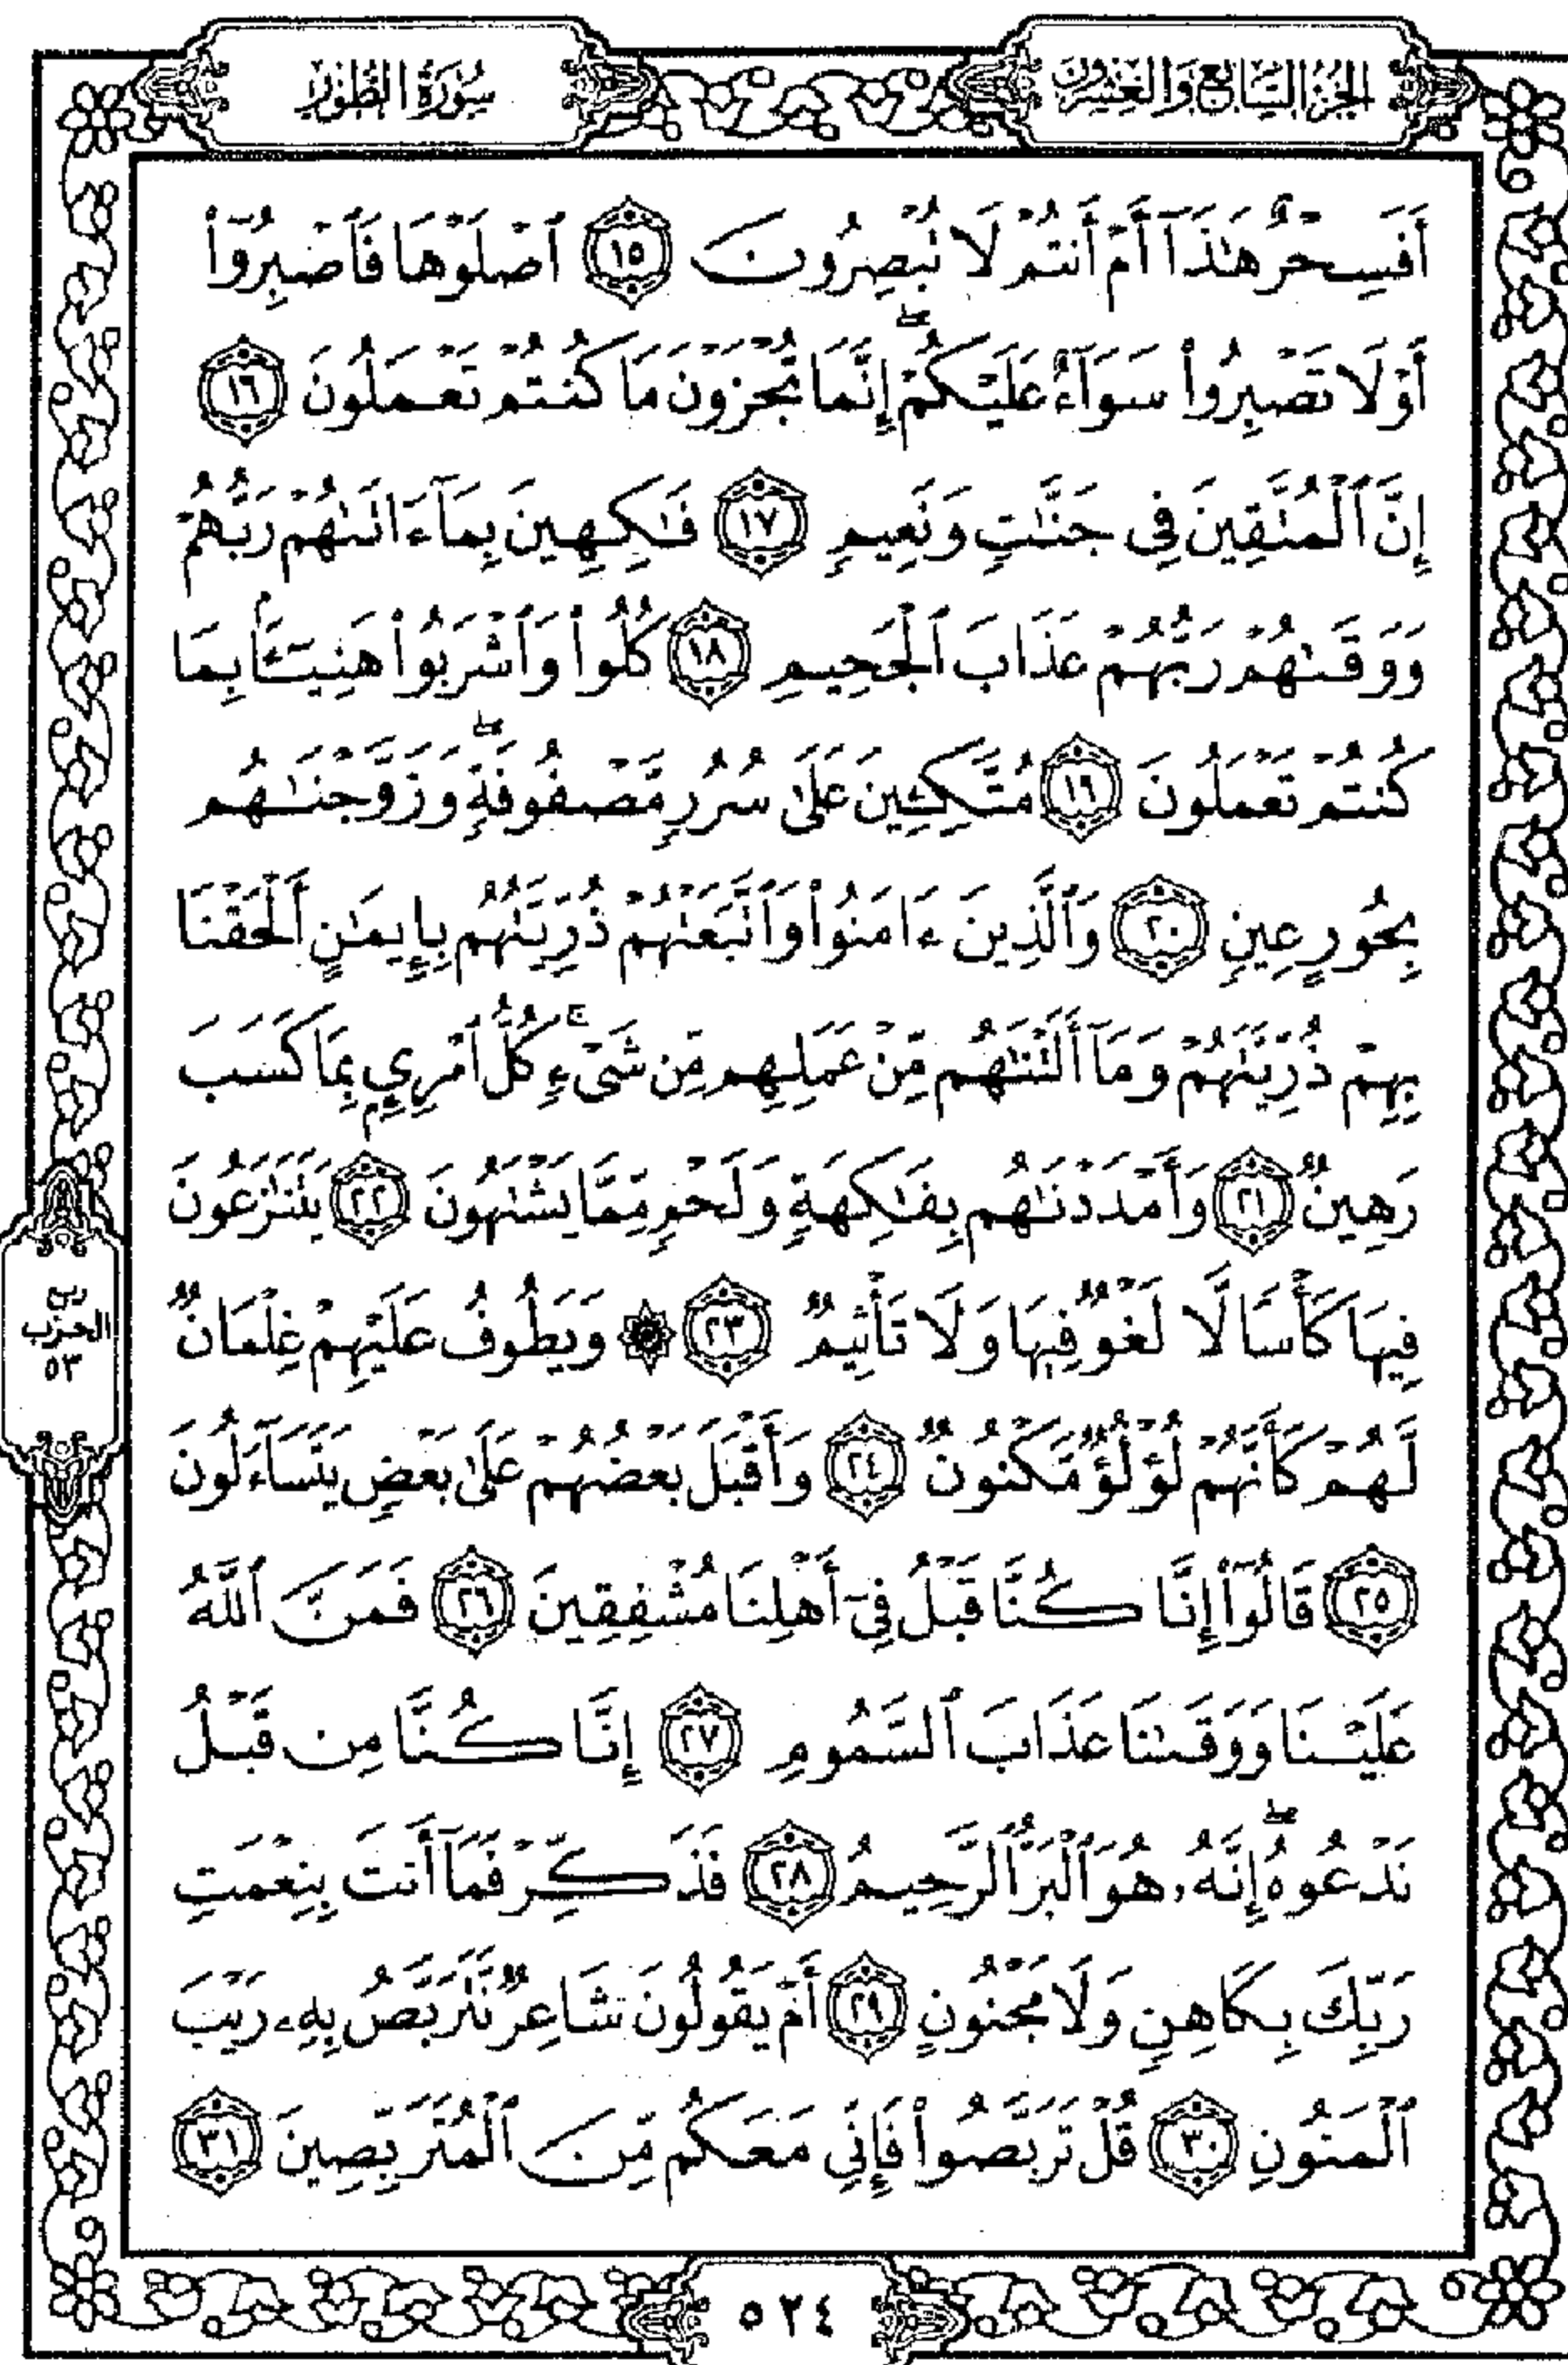 الجزء السابع والعشرون
سورة الطور
أَفَسِحْرٌ هَٰذَآ أَمْ أَنتُمْ لَا تُبْصِرُونَ ١٥ ٱصْلَوْهَا فَٱصْبِرُوٓا۟
أَوْ لَا تَصْبِرُوا۟ سَوَآءٌ عَلَيْكُمْ ۖ إِنَّمَا تُجْزَوْنَ مَا كُنتُمْ تَعْمَلُونَ ١٦
إِنَّ ٱلْمُتَّقِينَ فِى جَنَّٰتٍ وَنَعِيمٍ ١٧ فَٰكِهِينَ بِمَآ ءَاتَىٰهُمْ رَبُّهُمْ
وَوَقَىٰهُمْ رَبُّهُمْ عَذَابَ ٱلْجَحِيمِ ١٨ كُلُوا۟ وَٱشْرَبُوا۟ هَنِيٓـًٔۢا بِمَا
كُنتُمْ تَعْمَلُونَ ١٩ مُتَّكِـِٔينَ عَلَىٰ سُرُرٍ مَّصْفُوفَةٍ ۖ وَزَوَّجْنَٰهُم
بِحُورٍ عِينٍ ٢٠ وَٱلَّذِينَ ءَامَنُوا۟ وَٱتَّبَعَتْهُمْ ذُرِّيَّتُهُم بِإِيمَٰنٍ أَلْحَقْنَا
بِهِمْ ذُرِّيَّتَهُمْ وَمَآ أَلَتْنَٰهُم مِّنْ عَمَلِهِم مِّن شَىْءٍ ۚ كُلُّ ٱمْرِئٍۭ بِمَا كَسَبَ
رَهِينٌ ٢١ وَأَمْدَدْنَٰهُم بِفَٰكِهَةٍ وَلَحْمٍ مِّمَّا يَشْتَهُونَ ٢٢ يَتَنَٰزَعُونَ
فِيهَا كَأْسًا لَّا لَغْوٌ فِيهَا وَلَا تَأْثِيمٌ ٢٣ ۞ وَيَطُوفُ عَلَيْهِمْ غِلْمَانٌ
لَّهُمْ كَأَنَّهُمْ لُؤْلُؤٌ مَّكْنُونٌ ٢٤ وَأَقْبَلَ بَعْضُهُمْ عَلَىٰ بَعْضٍ يَتَسَآءَلُونَ
٢٥ قَالُوٓا۟ إِنَّا كُنَّا قَبْلُ فِىٓ أَهْلِنَا مُشْفِقِينَ ٢٦ فَمَنَّ ٱللَّهُ
عَلَيْنَا وَوَقَىٰنَا عَذَابَ ٱلسَّمُومِ ٢٧ إِنَّا كُنَّا مِن قَبْلُ
نَدْعُوهُ ۖ إِنَّهُۥ هُوَ ٱلْبَرُّ ٱلرَّحِيمُ ٢٨ فَذَكِّرْ فَمَآ أَنتَ بِنِعْمَتِ
رَبِّكَ بِكَاهِنٍ وَلَا مَجْنُونٍ ٢٩ أَمْ يَقُولُونَ شَاعِرٌ نَّتَرَبَّصُ بِهِۦ رَيْبَ
ٱلْمَنُونِ ٣٠ قُلْ تَرَبَّصُوا۟ فَإِنِّى مَعَكُم مِّنَ ٱلْمُتَرَبِّصِينَ ٣١
ربع
الحزب
٥٣
٥٢٤